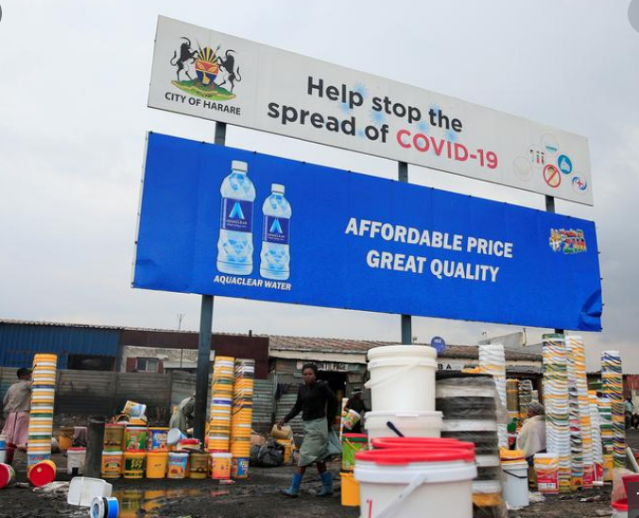 CITY OF HARARE
Help stop the
spread of COVID-19
AFFORDABLE PRICE
GREAT QUALITY
AQUACLEAR WATER